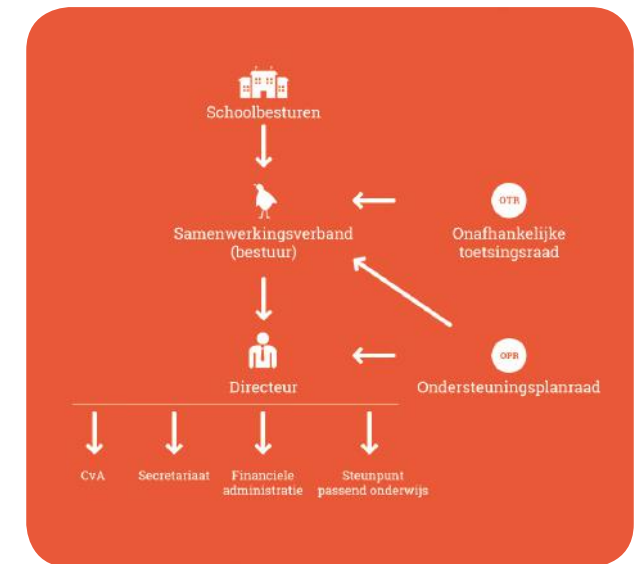 Schoolbesturen
OTR
Samenwerkingsverband
(bestuur)
Onafhankelijke
toetsingsraad
OPR
Directeur
Ondersteuningsplanraad
CvA
Secretariaat
Financiele
administratie
Steunpunt
passend onderwijs